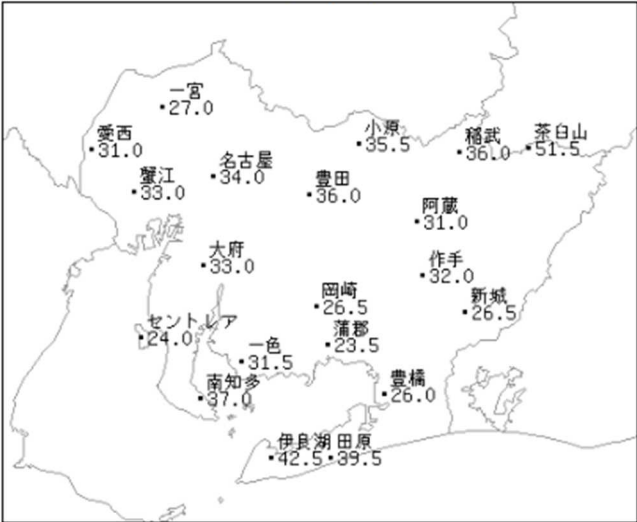 一宮
27.0
愛西
31.0
小原
35.5
稲武
36.0
茶臼山
51.5
蟹江
33.0
名古屋
34.0
豊田
36.0
阿蔵
31.0
大府
33.0
作手
32.0
岡崎
26.5
新城
26.5
セントレア
24.0
蒲郡
23.5
一色
31.5
南知多
37.0
豊橋
26.0
伊良湖
42.5
田原
39.5